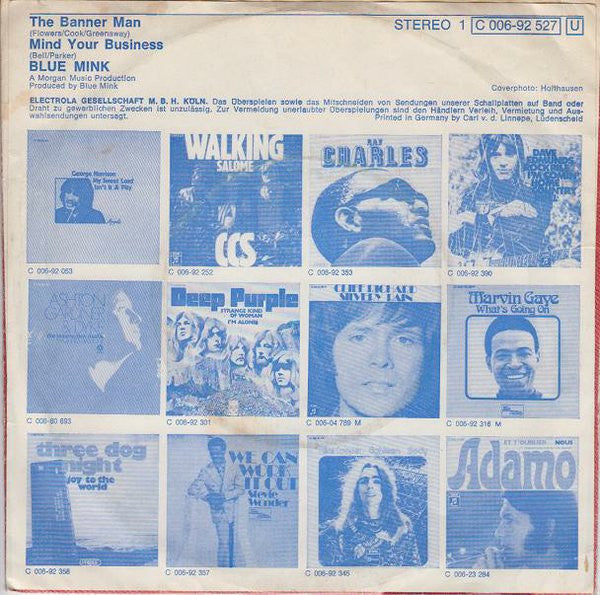 The Banner Man
(Flowers/Cook/Greensway)
Mind Your Business
(Bell/Parker)
BLUE MINK
A Morgan Music Production
Produced by Blue Mink
STEREO 1 C 006-92 527 U
Coverphoto: Holthausen
ELECTROLA GESELLSCHAFT M. B. H. KÖLN. Das Überspielen sowie das Mitschneiden von Sendungen unserer Schallplatten auf Band oder
Draht zu gewerblichen Zwecken ist unzulässig. Zur Vermeidung unerlaubter Überspielungen sind den Händlern Verleih, Vermietung und Aus-
wahlsendungen untersagt.
Printed in Germany by Carl v. d. Linnepe, Lüdenscheid
George Harrison
My Sweet Lord
Isn't It A Pity
C 006-92 053
WALKING
SALOME
CCS
C 006-92 252
RAY
CHARLES
C 006-92 353
DAVE
EDMUNDS
COUNTRY
C 006-92 390
ASHTON
C 006-80 693
Deep Purple
STRANGE KIND
OF WOMAN
I'M ALONE
C 006-92 301
CLIFF RICHARD
SILVERY RAIN
C 006-04 789 M
Marvin Gaye
What's Going On
C 006-92 316 M
three dog
night
joy to the
world
C 006-92 356
WE CAN
WORK
IT OUT
Stevie
Wonder
C 006-92 357
C 006-92 345
ET T'OUBLIER NOUS
Adamo
C 006-23 284